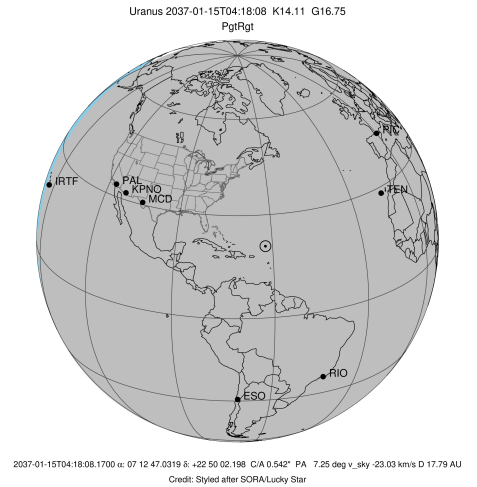 Uranus 2037-01-15T04:18:08 K14.11 G16.75
PgtRgt
PIC
IRTF
PAL
KPNO
MCD
TEN
RIO
ESO
2037-01-15T04:18:08.1700 α: 07 12 47.0319 δ: +22 50 02.198 C/A 0.542" PA 7.25 deg v_sky -23.03 km/s D 17.79 AU
Credit: Styled after SORA/Lucky Star